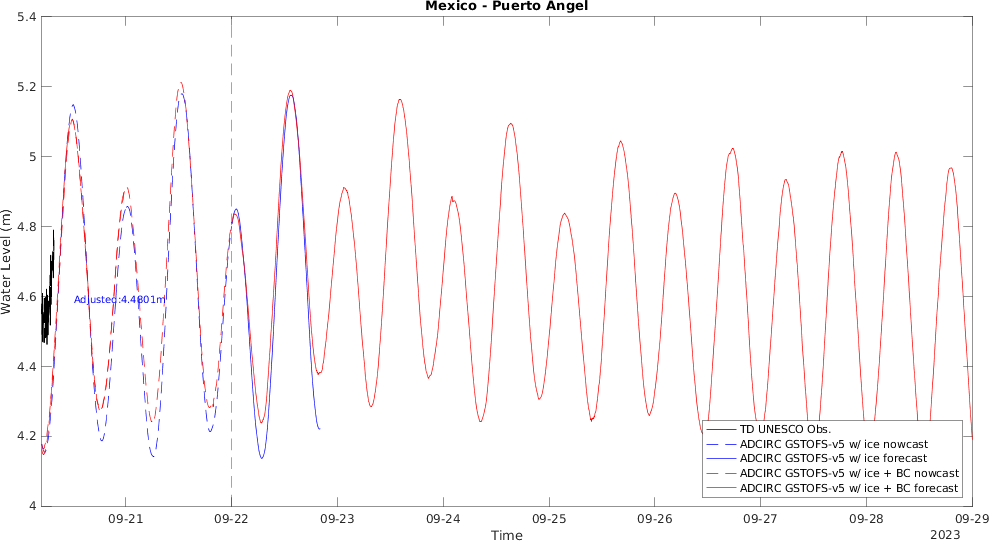 Mexico - Puerto Angel
5.4
5.2
5
4.8
4.6
4.4
4.2
4
Water Level (m)
Adjusted:4.4801m
TD UNESCO Obs.
ADCIRC GSTOFS-v5 w/ ice nowcast
ADCIRC GSTOFS-v5 w/ ice forecast
ADCIRC GSTOFS-v5 w/ ice + BC nowcast
ADCIRC GSTOFS-v5 w/ ice + BC forecast
09-21 09-22 09-23 09-24 09-25 09-26 09-27 09-28 09-29
Time
2023